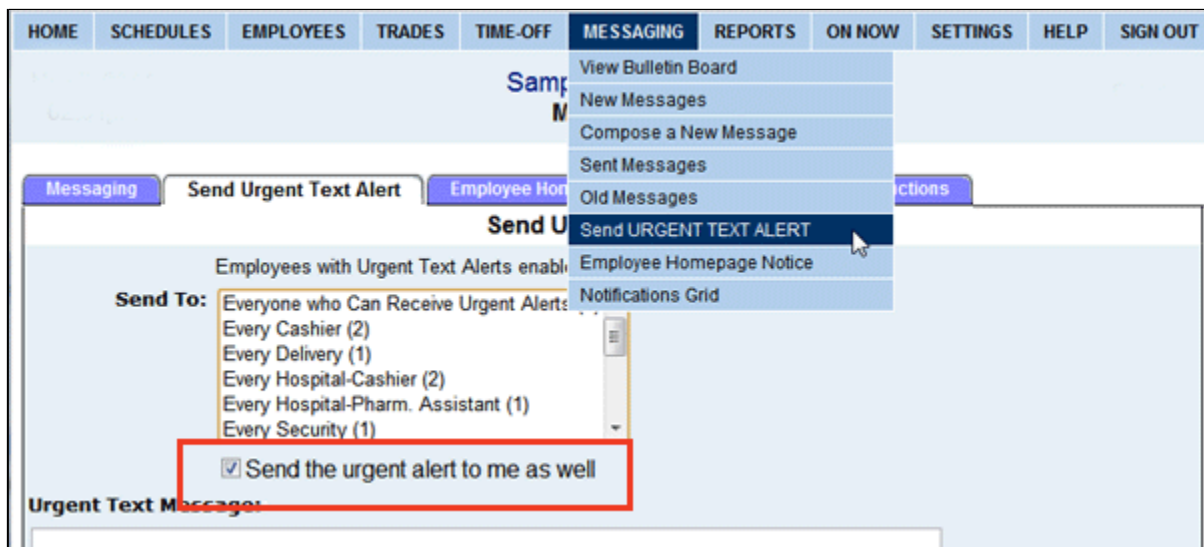 HOME SCHEDULES EMPLOYEES TRADES TIME-OFF MESSAGING REPORTS ON NOW SETTINGS HELP SIGN OUT
View Bulletin Board
New Messages
Compose a New Message
Sent Messages
Old Messages
Send URGENT TEXT ALERT
Employee Homepage Notice
Notifications Grid
Messaging Send Urgent Text Alert Employee
Send
Employees with Urgent Text Alerts
Send To:
Everyone who Can Receive Urgent Alerts
Every Cashier (2)
Every Delivery (1)
Every Hospital-Cashier (2)
Every Hospital-Pharm. Assistant (1)
Every Security (1)
Send the urgent alert to me as well
Urgent Text Message: